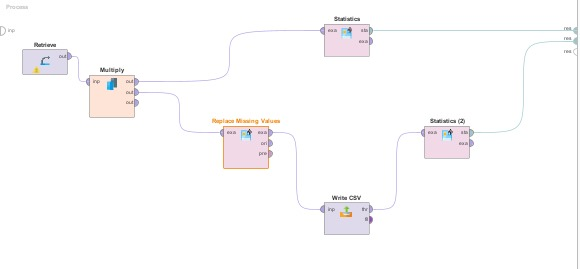 Process
inp
Retrieve
out
Multiply
inp
out
out
out
Statistics
exa
sta
exa
res
res
res
Replace Missing Values
exa
exa
ori
pre
Statistics (2)
exa
sta
exa
Write CSV
inp
thr